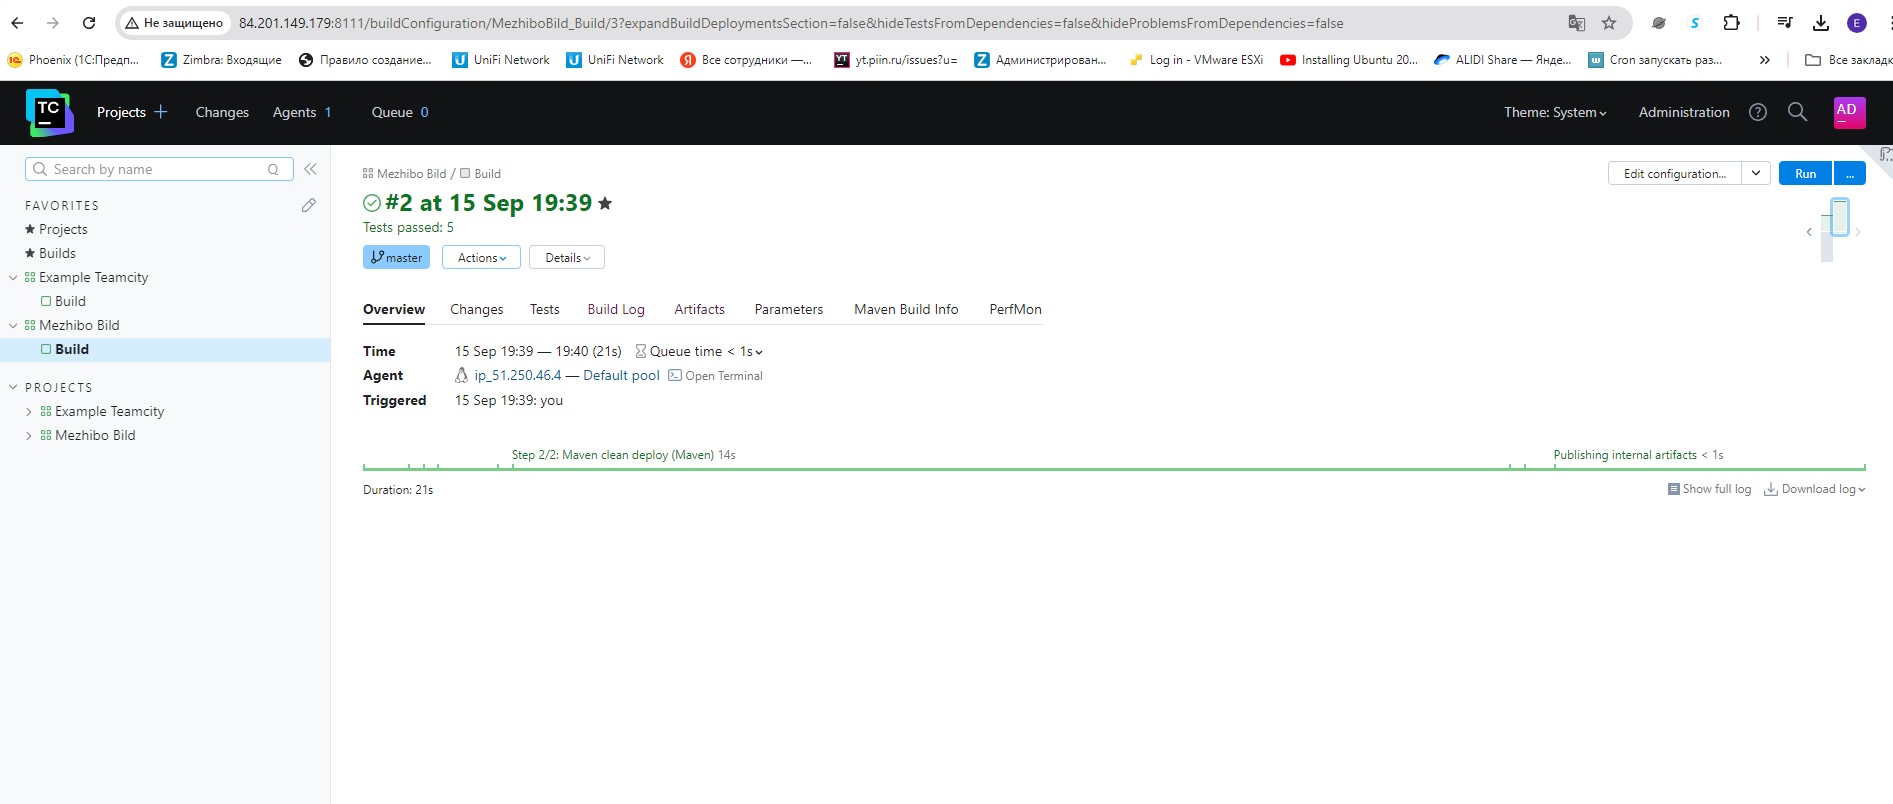 Не защищено 84.201.149.179:8111/buildConfiguration/MezhiboBild_Build/3?expandBuildDeploymentsSection=false&hideTestsFromDependencies=false&hideProblemsFromDependencies=false
Phoenix (1С:Предп... Zimbra: Входящие Правило создание... UniFi Network UniFi Network Все сотрудники —... yt.piin.ru/issues?u= Администрирован... Log in - VMware ESXi Installing Ubuntu 20... ALIDI Share — Янде... Cron запускать раз... Все закладк
TC Projects Changes Agents 1 Queue 0 Theme: System Administration AD
Search by name Q
FAVORITES
Projects
Builds
Example Teamcity
Build
Mezhibo Bild
Build
PROJECTS
Example Teamcity
Mezhibo Bild
Mezhibo Bild / Build
Edit configuration... Run ...
#2 at 15 Sep 19:39
Tests passed: 5
master Actions Details
Overview Changes Tests Build Log Artifacts Parameters Maven Build Info PerfMon
Time 15 Sep 19:39 — 19:40 (21s) Queue time < 1s
Agent ip_51.250.46.4 — Default pool Open Terminal
Triggered 15 Sep 19:39: you
Step 2/2: Maven clean deploy (Maven) 14s Publishing internal artifacts < 1s
Duration: 21s Show full log Download log